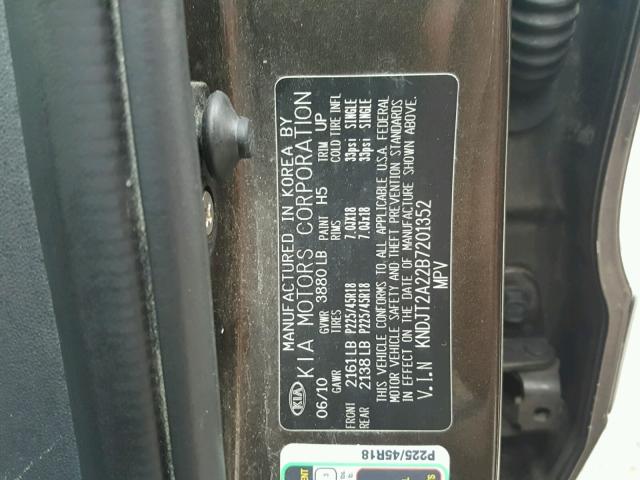 MANUFACTURED IN KOREA BY
KIA KIA MOTORS CORPORATION
06/10 GVWR 3880 LB PAINT H5 TRIM UP
GAWR TIRES RIMS COLD TIRE INFL
FRONT 2161 LB P225/45R18 7.0JX18 33psi SINGLE
REAR 2138 LB P225/45R18 7.0JX18 33psi SINGLE
THIS VEHICLE CONFORMS TO ALL APPLICABLE U.S.A. FEDERAL
MOTOR VEHICLE SAFETY AND THEFT PREVENTION STANDARDS
IN EFFECT ON THE DATE OF MANUFACTURE SHOWN ABOVE.
V.I.N KNDJT2A22B7201352
MPV
P225/45R18